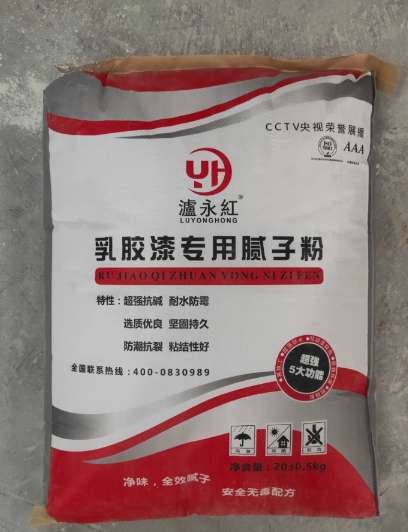 CCTV央视荣誉展播
ISO
9001
AAA
YH
瀘永紅®
LUYONGHONG
乳胶漆专用腻子粉
RU JIAO QI ZHUAN YONG NI ZI FEN
特性：超强抗碱 耐水防霉
选质优良 坚固持久
防潮抗裂 粘结性好
全国联系热线：400-0830989
超強
5大功能
净含量：20±0.5kg
净味，全效腻子
安全无毒配方